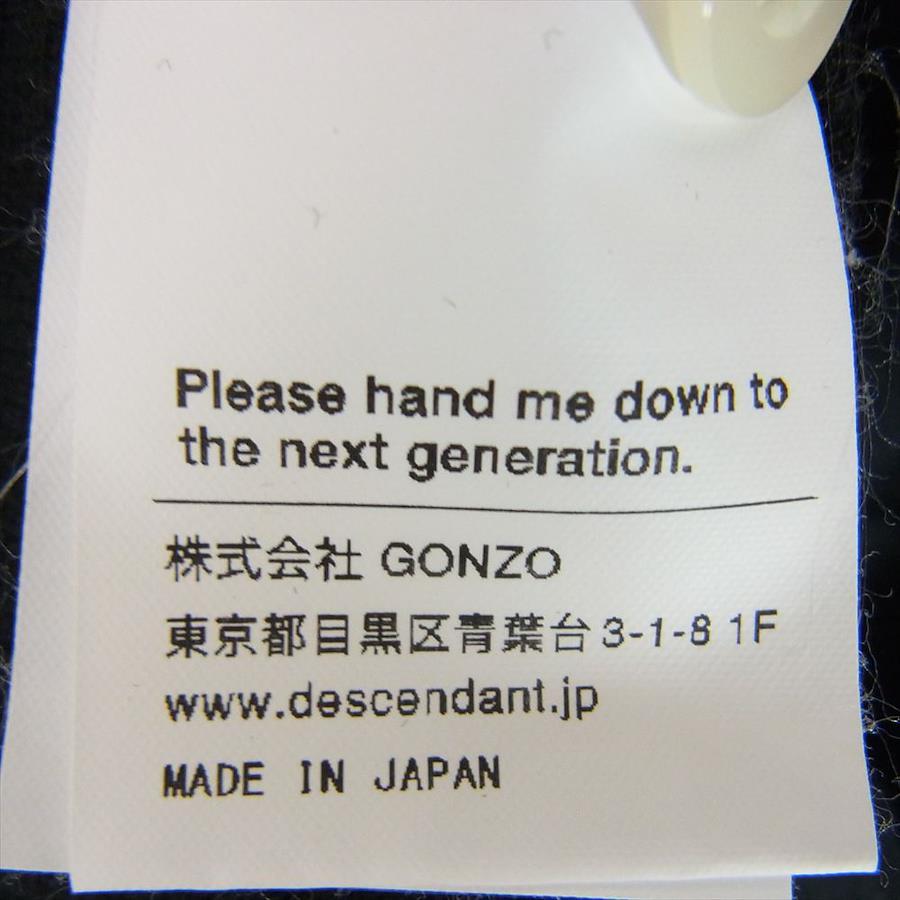 Please hand me down to
the next generation.
株式会社 GONZO
東京都目黒区青葉台3-1-8 1F
www.descendant.jp
MADE IN JAPAN